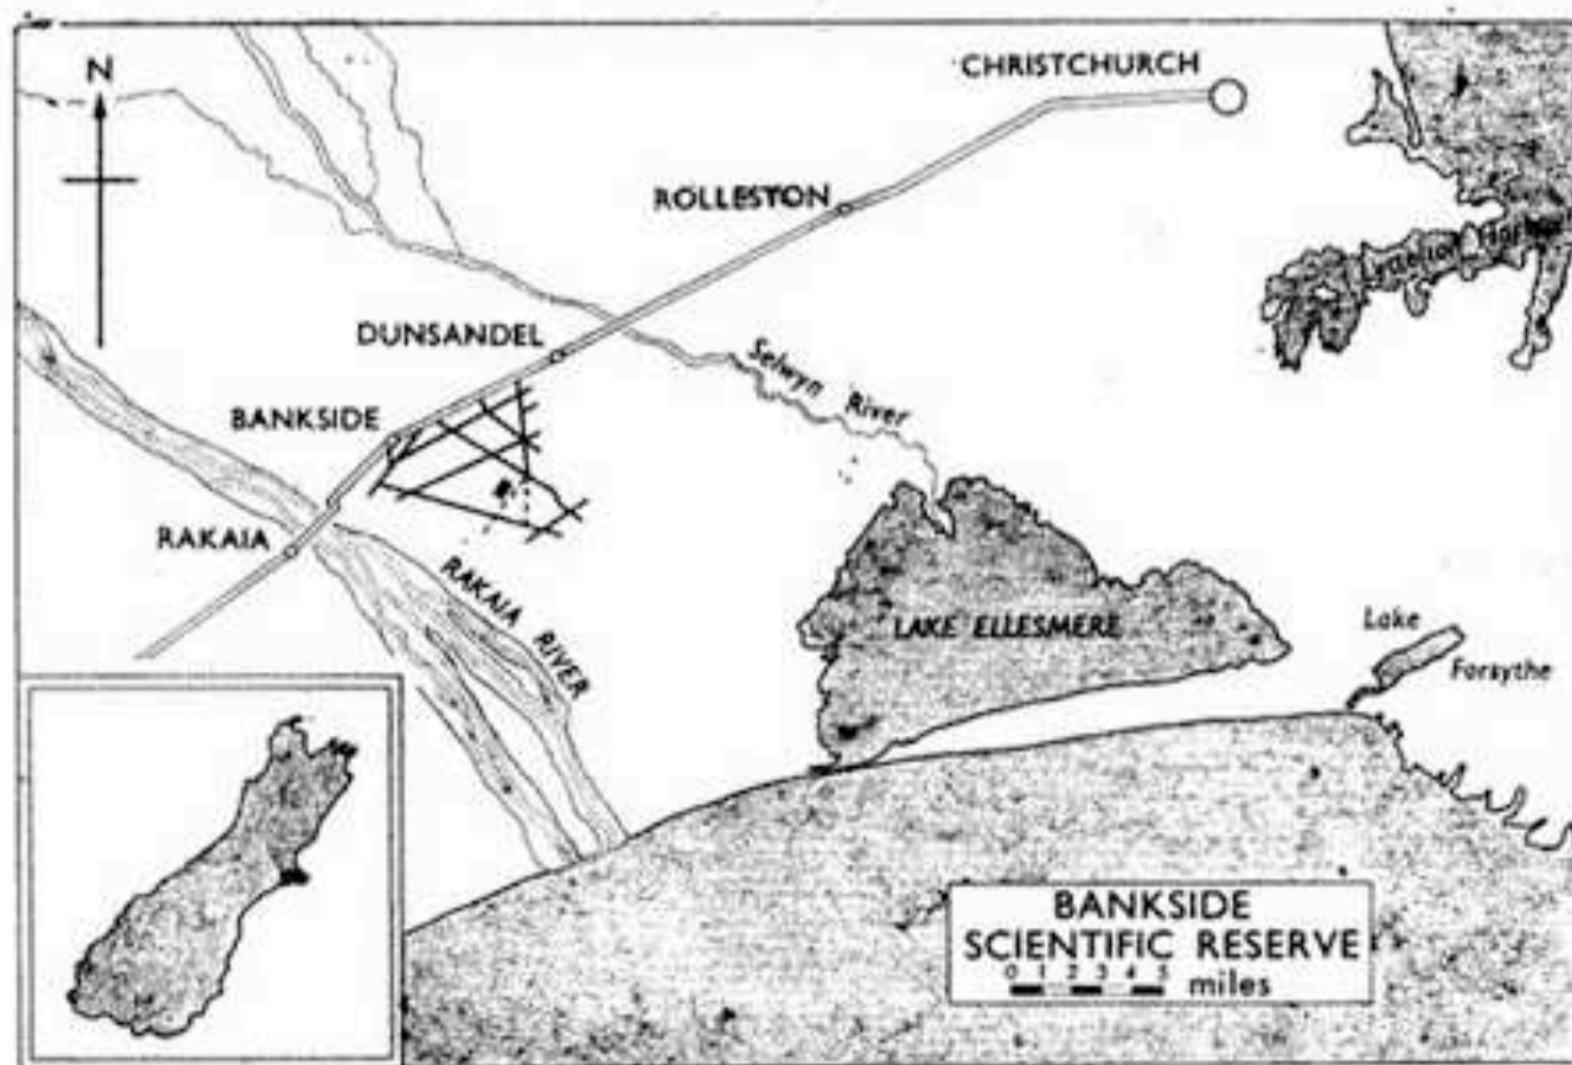 N
CHRISTCHURCH
ROLLESTON
Lyttelton Harbour
DUNSANDEL
Selwyn River
BANKSIDE
RAKAIA
RAKAIA RIVER
LAKE ELLESMERE
Lake
Forsythe
BANKSIDE
SCIENTIFIC RESERVE
0 1 2 3 4 5
miles